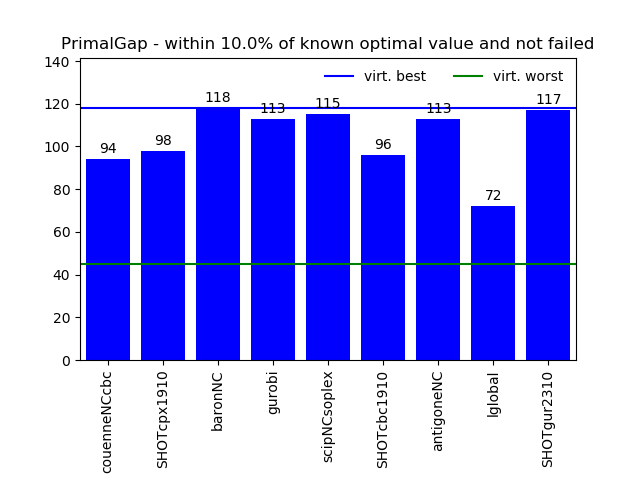 PrimalGap - within 10.0% of known optimal value and not failed
140
120
100
80
60
40
20
0
virt. best
virt. worst
94
98
118
113
115
96
113
72
117
couenneNCcbc
SHOTcpx1910
baronNC
gurobi
scipNCsoplex
SHOTcbc1910
antigoneNC
lglobal
SHOTgur2310